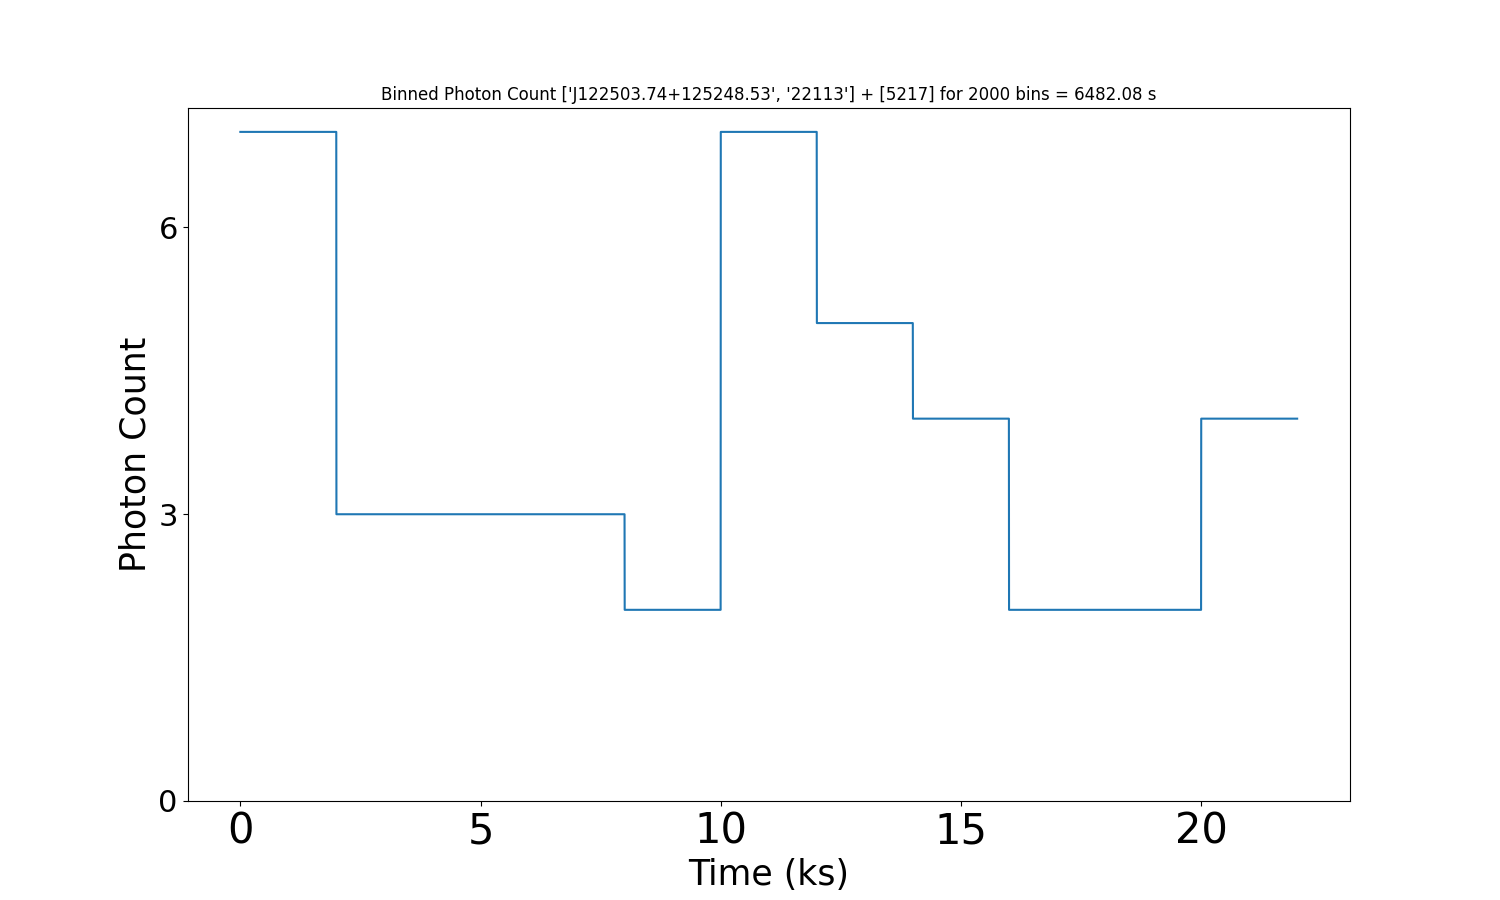 Binned Photon Count ['J122503.74+125248.53', '22113'] + [5217] for 2000 bins = 6482.08 s
6
3
0
Photon Count
0 5 10 15 20
Time (ks)